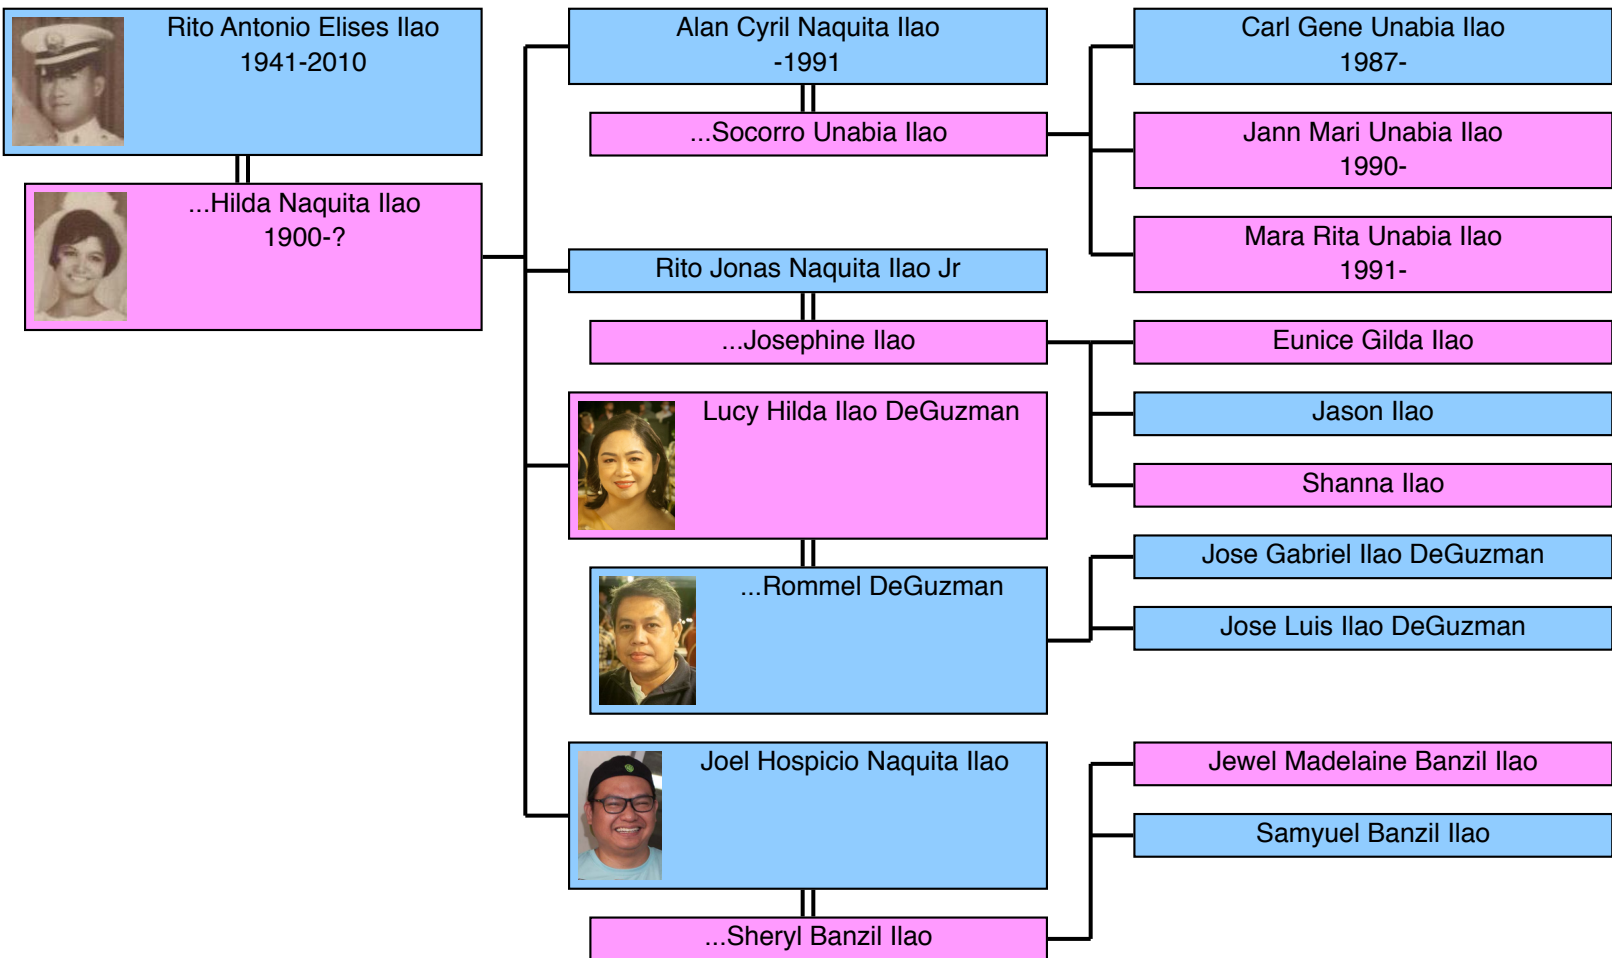 Rito Antonio Elises Ilao
1941-2010
...Hilda Naquita Ilao
1900-?
Alan Cyril Naquita Ilao
-1991
...Socorro Unabia Ilao
Carl Gene Unabia Ilao
1987-
Jann Mari Unabia Ilao
1990-
Mara Rita Unabia Ilao
1991-
Rito Jonas Naquita Ilao Jr
...Josephine Ilao
Eunice Gilda Ilao
Jason Ilao
Shanna Ilao
Lucy Hilda Ilao DeGuzman
...Rommel DeGuzman
Jose Gabriel Ilao DeGuzman
Jose Luis Ilao DeGuzman
Joel Hospicio Naquita Ilao
...Sheryl Banzil Ilao
Jewel Madelaine Banzil Ilao
Samyuel Banzil Ilao